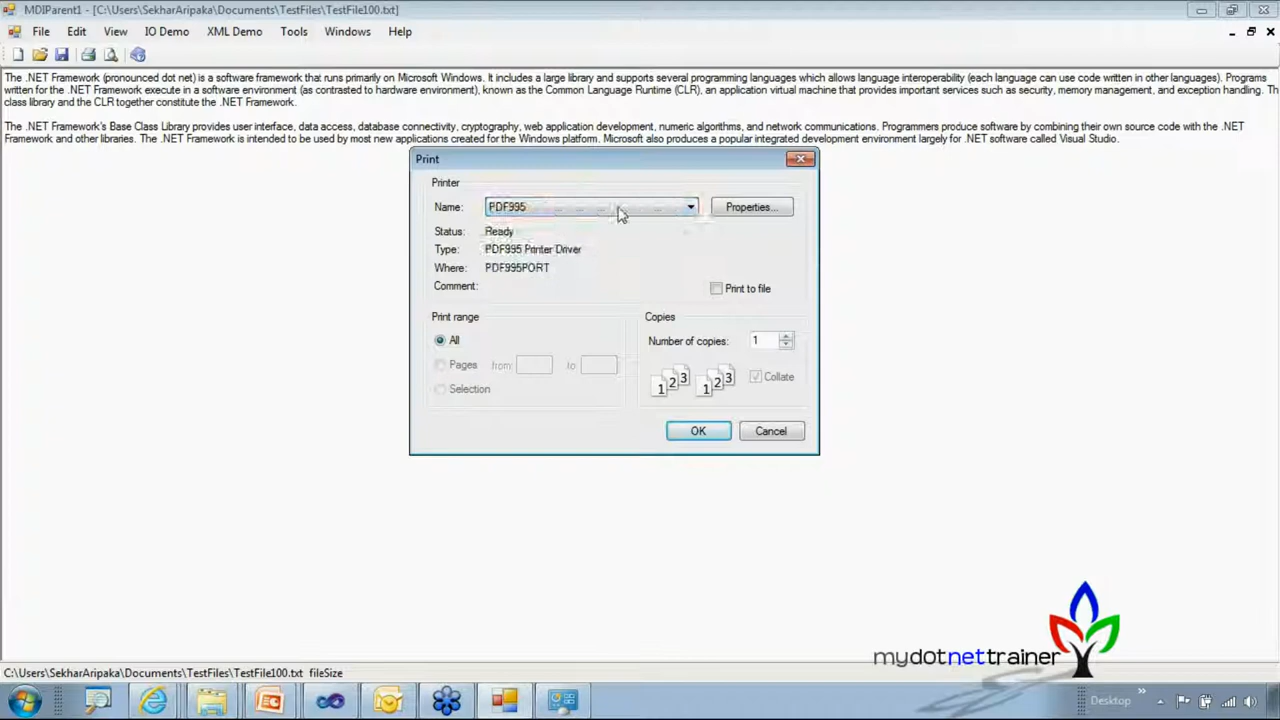 MDIParent1 - [C:\Users\SekharAripaka\Documents\TestFiles\TestFile100.txt]
File Edit View IO Demo XML Demo Tools Windows Help
The .NET Framework (pronounced dot net) is a software framework that runs primarily on Microsoft Windows. It includes a large library and supports several programming languages which allows language interoperability (each language can use code written in other languages). Programs
written for the .NET Framework execute in a software environment (as contrasted to hardware environment), known as the Common Language Runtime (CLR), an application virtual machine that provides important services such as security, memory management, and exception handling. Th
class library and the CLR together constitute the .NET Framework.
The .NET Framework's Base Class Library provides user interface, data access, database connectivity, cryptography, web application development, numeric algorithms, and network communications. Programmers produce software by combining their own source code with the .NET
Framework and other libraries. The .NET Framework is intended to be used by most new applications created for the Windows platform. Microsoft also produces a popular integrated development environment largely for .NET software called Visual Studio.
Print
Printer
Name: PDF995 Properties...
Status: Ready
Type: PDF995 Printer Driver
Where: PDF995PORT
Comment:
Print to file
Print range
All
Pages from to
Selection
Copies
Number of copies: 1
1 2 3 1 2 3 Collate
OK Cancel
mydotnettrainer
C:\Users\SekharAripaka\Documents\TestFiles\TestFile100.txt fileSize
Desktop